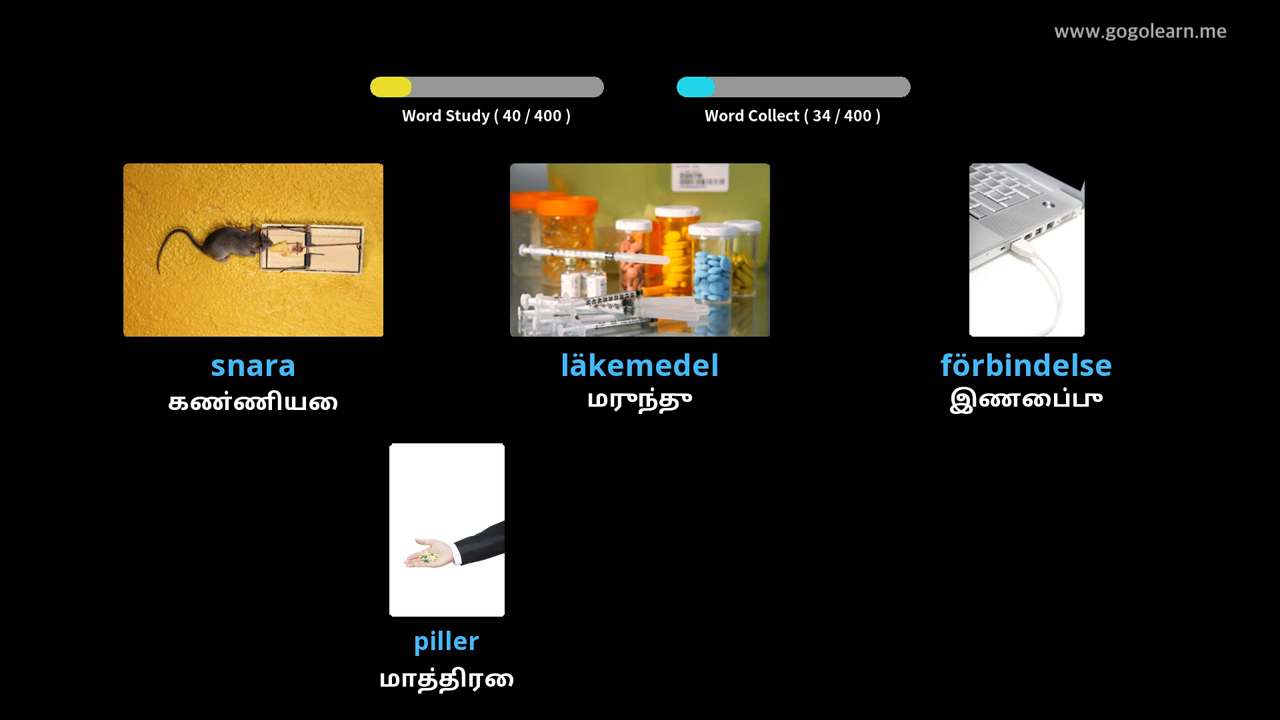 www.gogolearn.me
Word Study ( 40 / 400 )
Word Collect ( 34 / 400 )
snara
கண்ணியை
läkemedel
மருந்து
förbindelse
இணைப்பு
piller
மாத்திரை